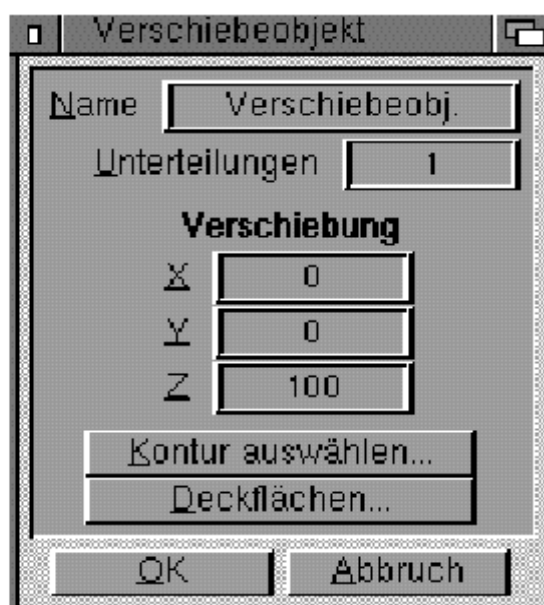 Verschiebeobjekt
Name Verschiebeobj.
Unterteilungen 1
Verschiebung
X 0
Y 0
Z 100
Kontur auswählen...
Deckflächen...
OK Abbruch